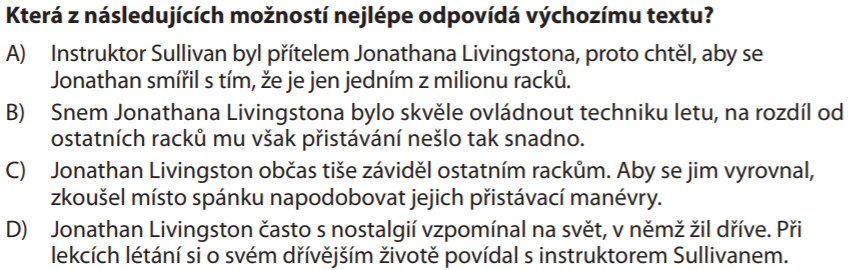 Která z následujících možností nejlépe odpovídá výchozímu textu?
A) Instruktor Sullivan byl přítelem Jonathana Livingstona, proto chtěl, aby se
Jonathan smířil s tím, že je jen jedním z milionu racků.
B) Snem Jonathana Livingstona bylo skvěle ovládnout techniku letu, na rozdíl od
ostatních racků mu však přistávání nešlo tak snadno.
C) Jonathan Livingston občas tiše záviděl ostatním rackům. Aby se jim vyrovnal,
zkoušel místo spánku napodobovat jejich přistávací manévry.
D) Jonathan Livingston často s nostalgií vzpomínal na svět, v němž žil dříve. Při
lekcích létání si o svém dřívějším životě povídal s instruktorem Sullivanem.